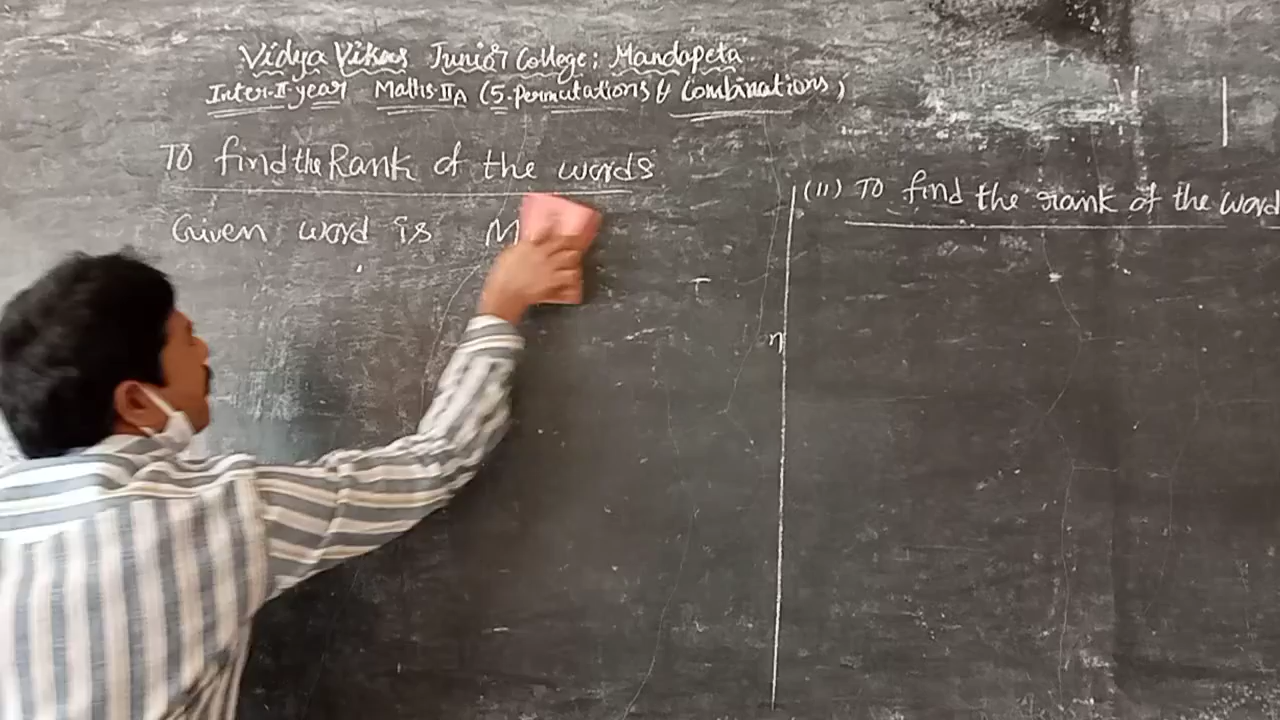 Vidya Vikas Junior College; Mandapeta
Inter-II-year Maths IIA (5. Permutations & Combinations)
To find the Rank of the words
Given word is M
(11) To find the rank of the word
n